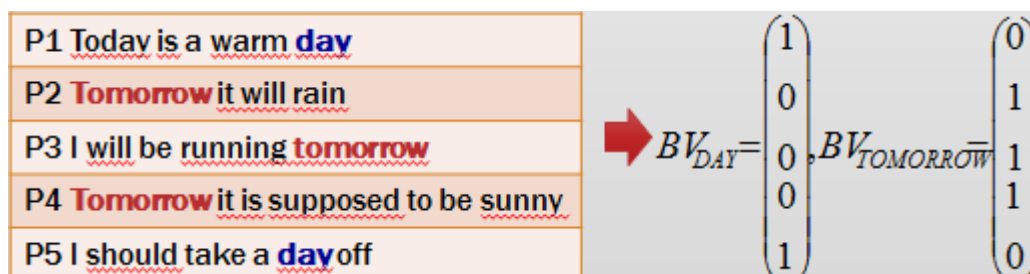 P1 Today is a warm day
P2 Tomorrow it will rain
P3 I will be running tomorrow
P4 Tomorrow it is supposed to be sunny
P5 I should take a day off
BV_DAY = (1 0 0 0 1), BV_TOMORROW = (0 1 1 1 0)